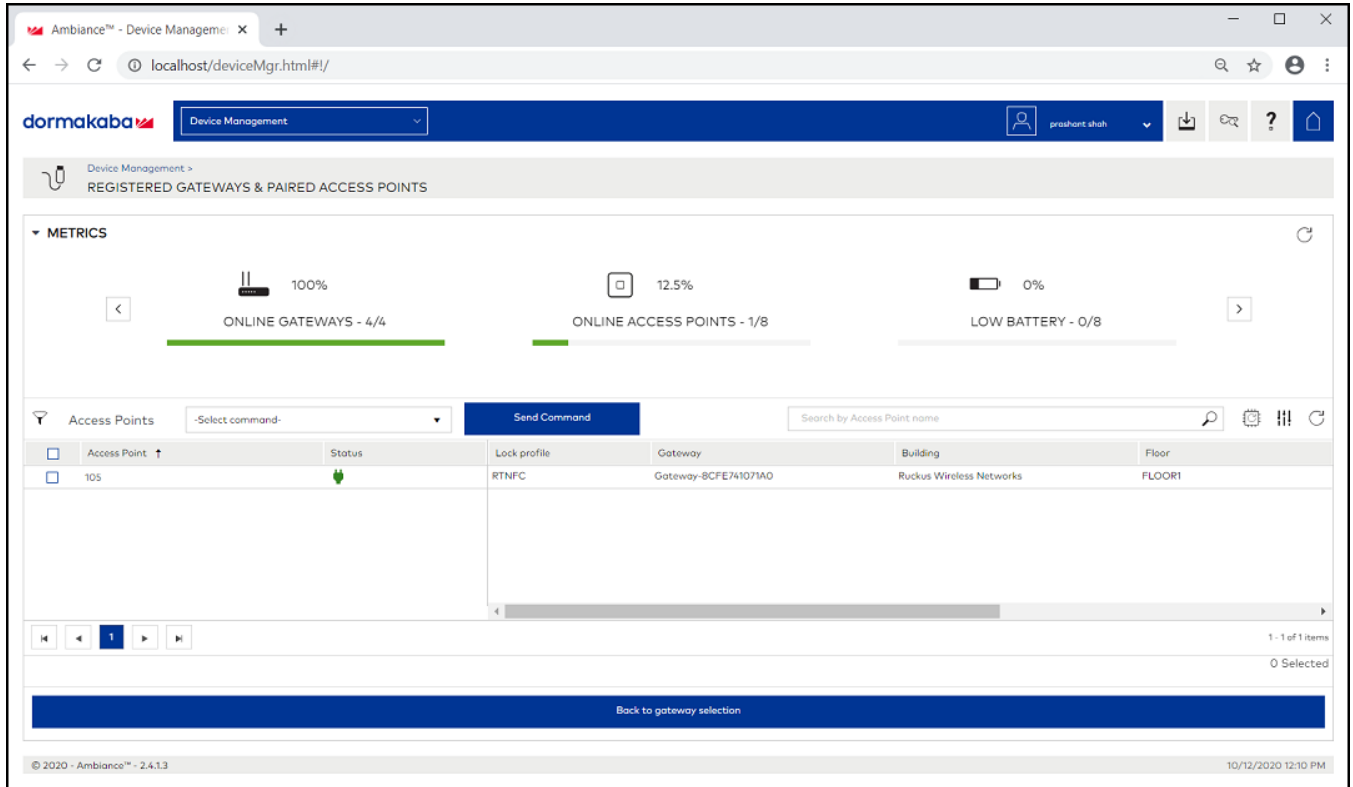 Ambiance™ - Device Managemer
localhost/deviceMgr.html#!/
dormakaba
Device Management
prashant shah
?
Device Management >
REGISTERED GATEWAYS & PAIRED ACCESS POINTS
METRICS
100%
12.5%
0%
ONLINE GATEWAYS - 4/4
ONLINE ACCESS POINTS - 1/8
LOW BATTERY - 0/8
Access Points
-Select command-
Send Command
Search by Access Point name
Access Point Status Lock profile Gateway Building Floor
105 RTNFC Gateway-8CFE741071A0 Ruckus Wireless Networks FLOOR1
1
1 - 1 of 1 items
0 Selected
Back to gateway selection
© 2020 - Ambiance™ - 2.4.1.3
10/12/2020 12:10 PM